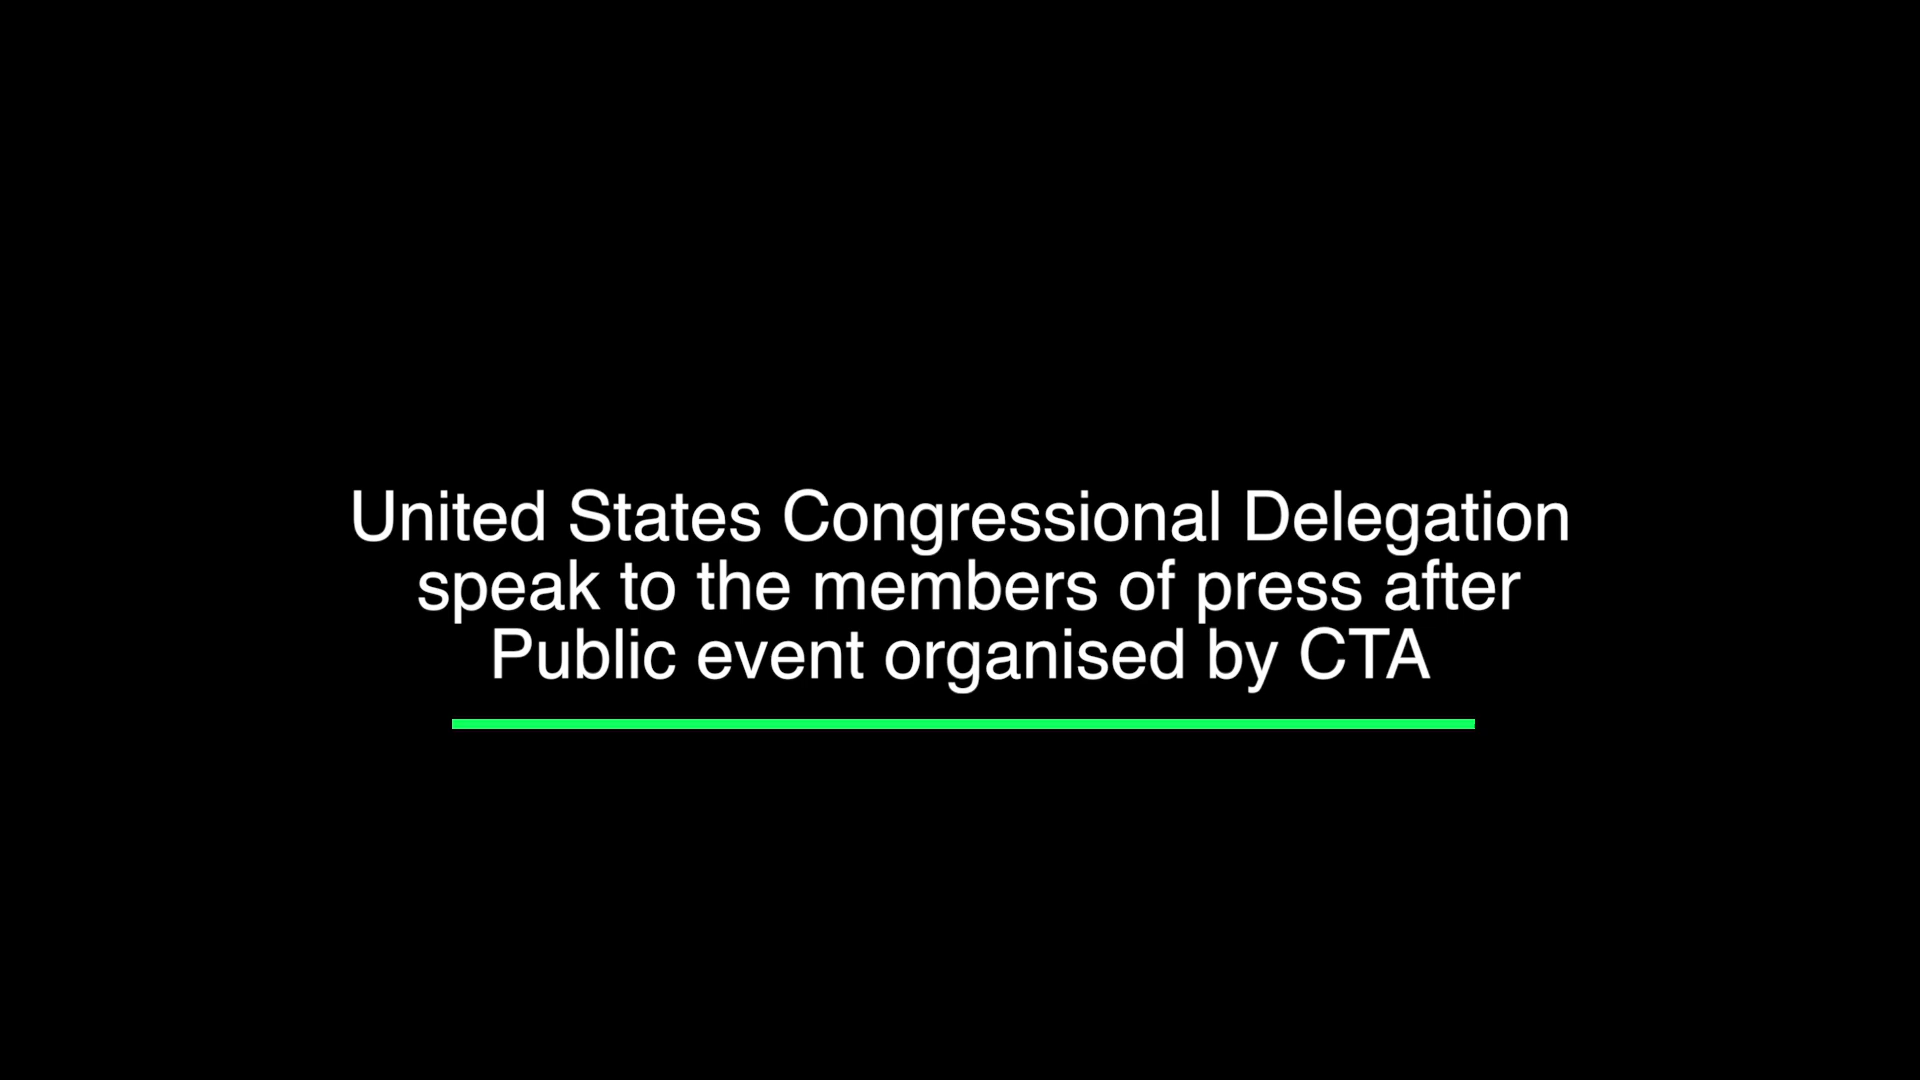 United States Congressional Delegation
speak to the members of press after
Public event organised by CTA